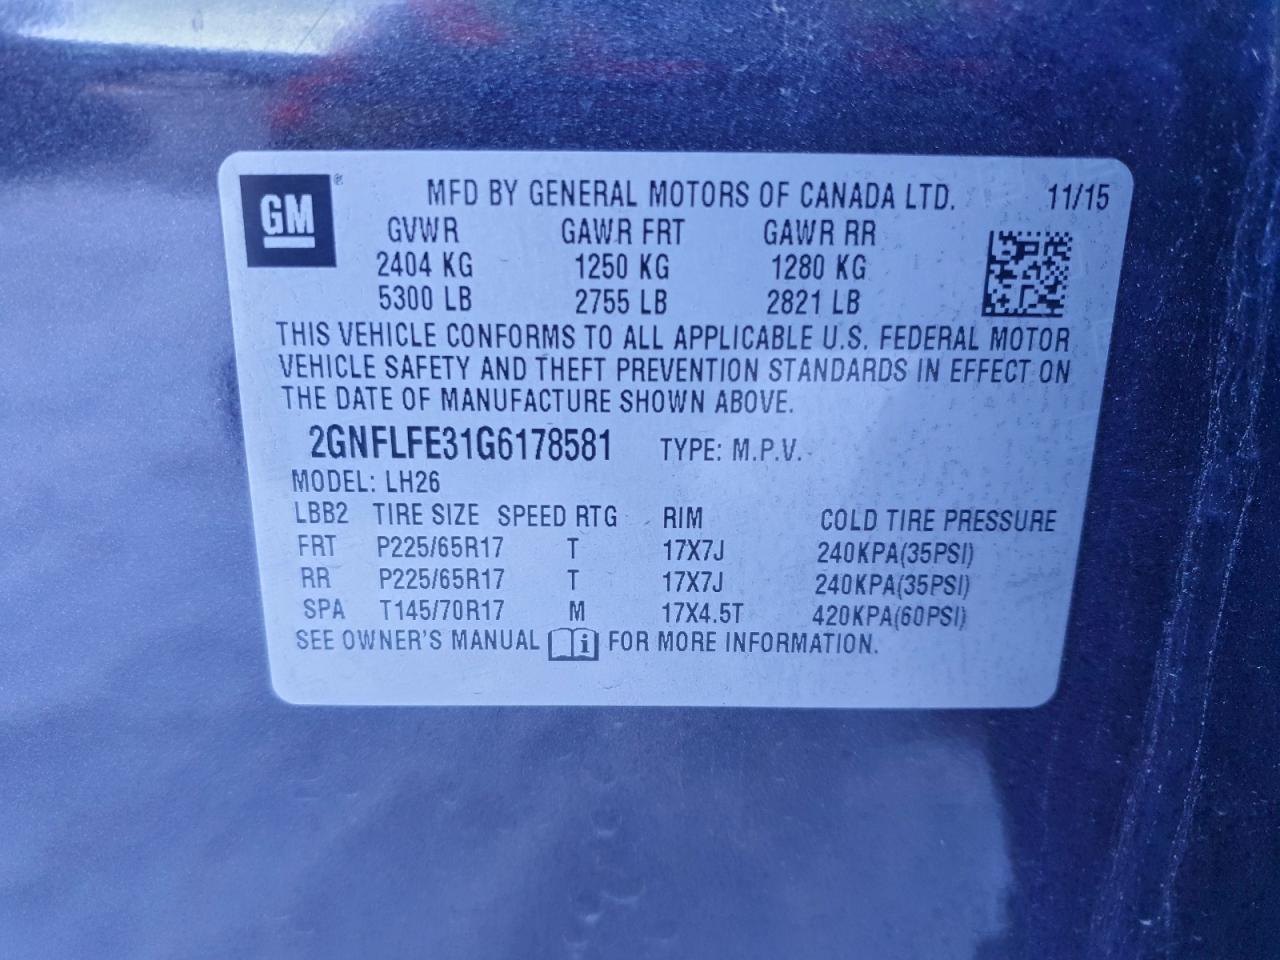 GM ®
MFD BY GENERAL MOTORS OF CANADA LTD. 11/15
GVWR GAWR FRT GAWR RR
2404 KG 1250 KG 1280 KG
5300 LB 2755 LB 2821 LB
THIS VEHICLE CONFORMS TO ALL APPLICABLE U.S. FEDERAL MOTOR
VEHICLE SAFETY AND THEFT PREVENTION STANDARDS IN EFFECT ON
THE DATE OF MANUFACTURE SHOWN ABOVE.
2GNFLFE31G6178581 TYPE: M.P.V.
MODEL: LH26
LBB2 TIRE SIZE SPEED RTG RIM COLD TIRE PRESSURE
FRT P225/65R17 T 17X7J 240KPA(35PSI)
RR P225/65R17 T 17X7J 240KPA(35PSI)
SPA T145/70R17 M 17X4.5T 420KPA(60PSI)
SEE OWNER'S MANUAL i FOR MORE INFORMATION.